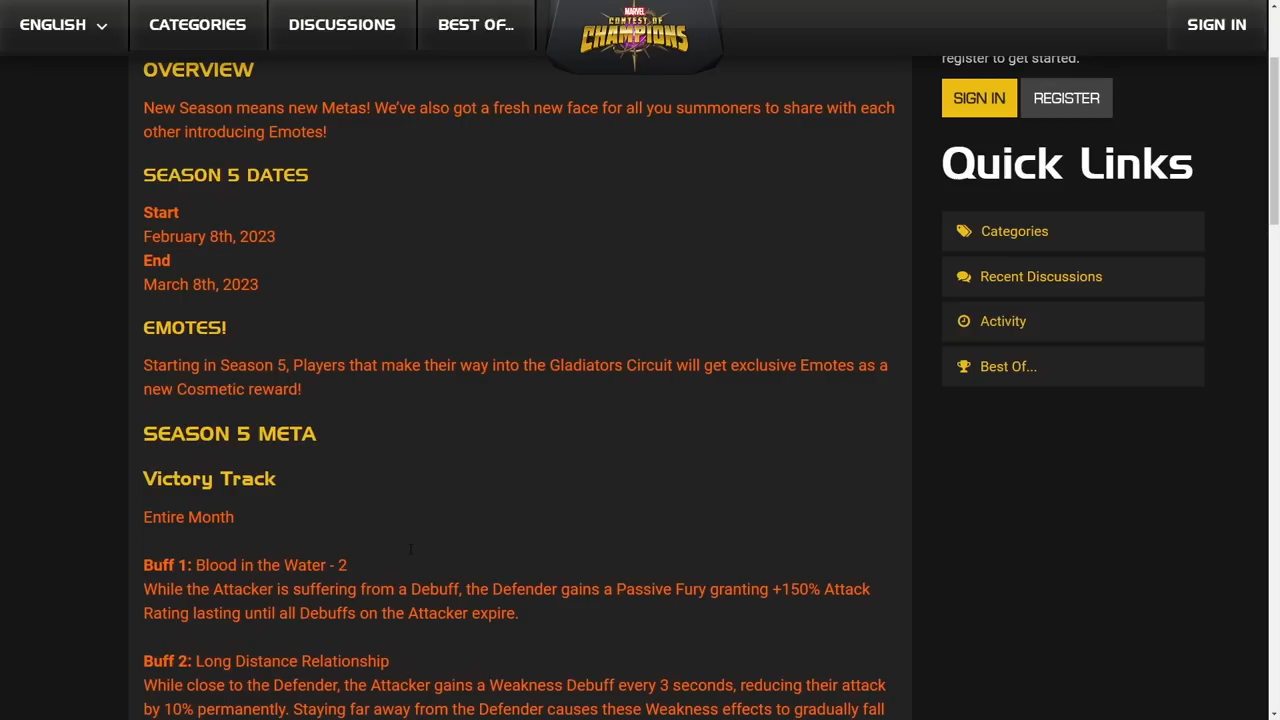 ENGLISH
CATEGORIES
DISCUSSIONS
BEST OF...
MARVEL
CONTEST OF
CHAMPIONS
SIGN IN
OVERVIEW
New Season means new Metas! We’ve also got a fresh new face for all you summoners to share with each
other introducing Emotes!
SEASON 5 DATES
Start
February 8th, 2023
End
March 8th, 2023
EMOTES!
Starting in Season 5, Players that make their way into the Gladiators Circuit will get exclusive Emotes as a
new Cosmetic reward!
SEASON 5 META
Victory Track
Entire Month
Buff 1: Blood in the Water - 2
While the Attacker is suffering from a Debuff, the Defender gains a Passive Fury granting +150% Attack
Rating lasting until all Debuffs on the Attacker expire.
Buff 2: Long Distance Relationship
While close to the Defender, the Attacker gains a Weakness Debuff every 3 seconds, reducing their attack
by 10% permanently. Staying far away from the Defender causes these Weakness effects to gradually fall
register to get started.
SIGN IN
REGISTER
Quick Links
Categories
Recent Discussions
Activity
Best Of...